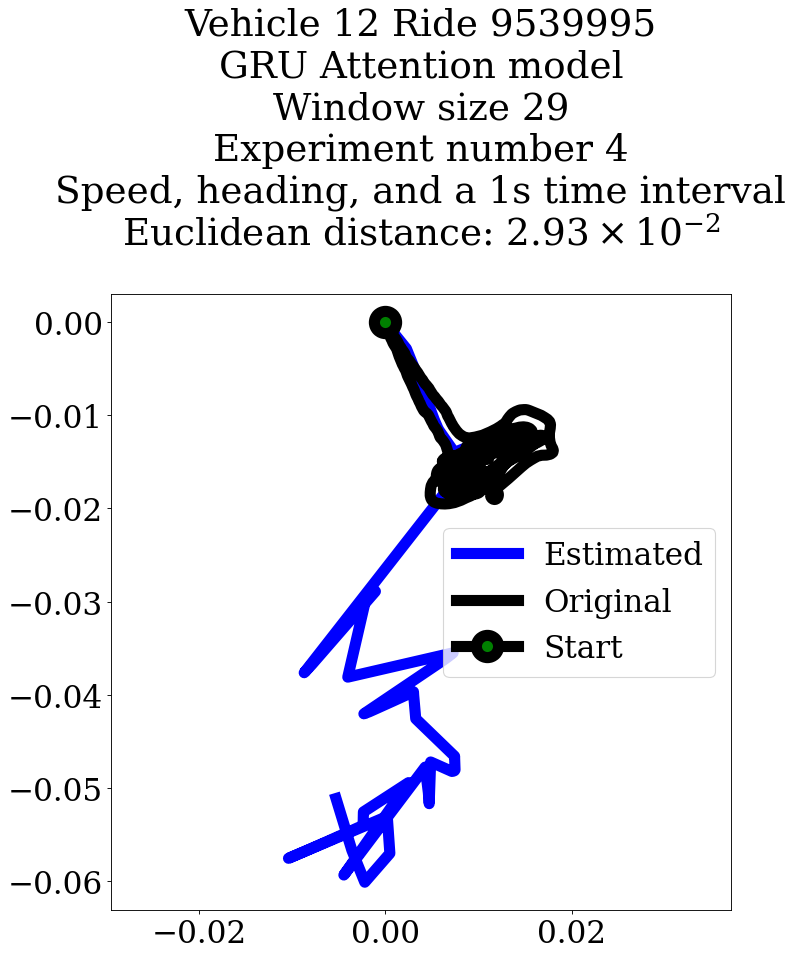 Vehicle 12 Ride 9539995
GRU Attention model
Window size 29
Experiment number 4
Speed, heading, and a 1s time interval
Euclidean distance: 2.93 × 10⁻²
0.00
−0.01
−0.02
−0.03
−0.04
−0.05
−0.06
Estimated
Original
Start
−0.02 0.00 0.02